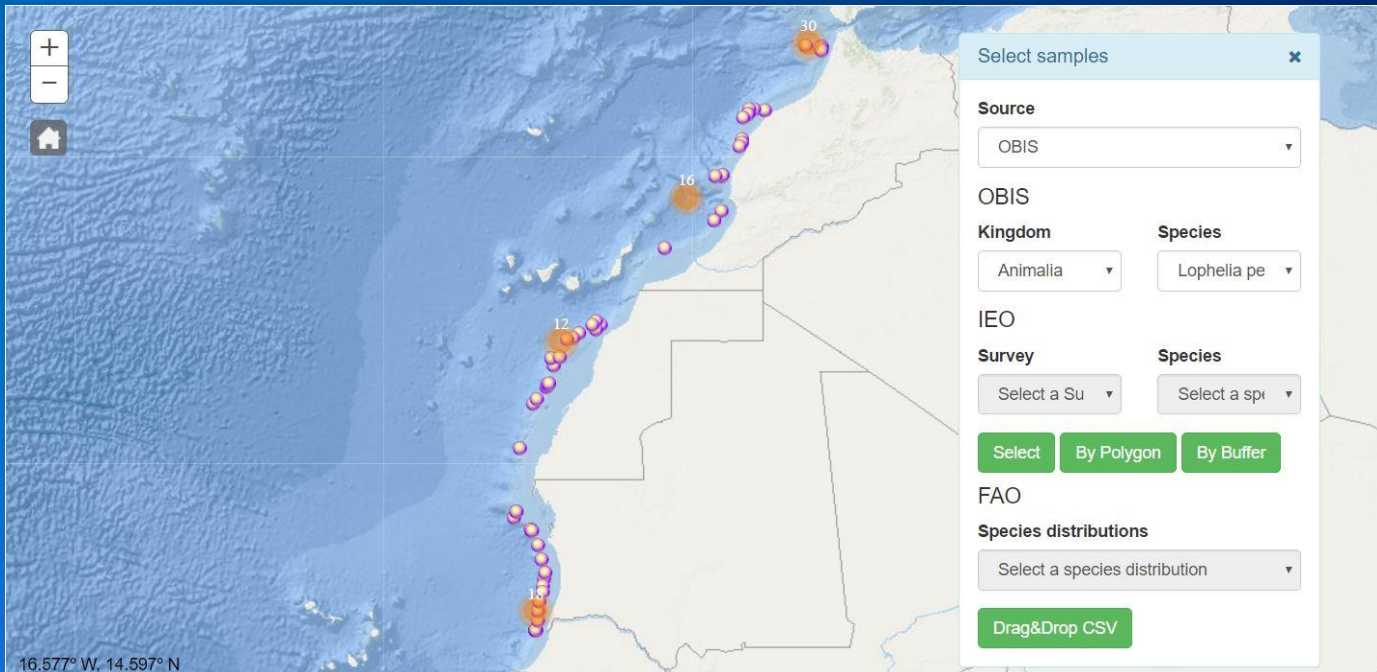 +
−
30
16
12
18
16.577° W, 14.597° N
Select samples ×
Source
OBIS
OBIS
Kingdom Species
Animalia Lophelia pe
IEO
Survey Species
Select a Su Select a spe
Select By Polygon By Buffer
FAO
Species distributions
Select a species distribution
Drag&Drop CSV